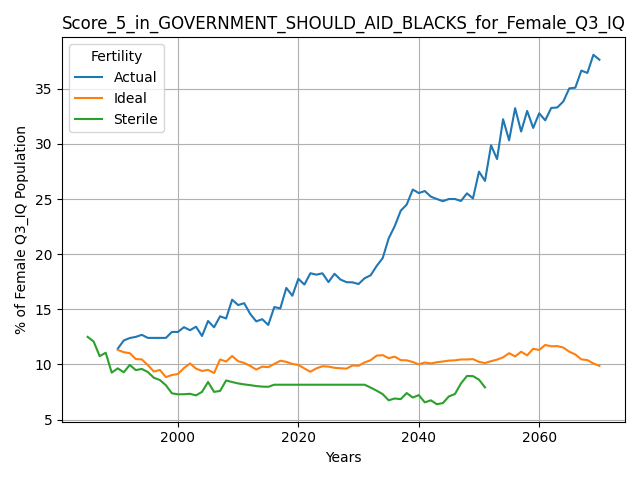 Score_5_in_GOVERNMENT_SHOULD_AID_BLACKS_for_Female_Q3_IQ
Fertility
Actual
Ideal
Sterile
% of Female Q3_IQ Population
35
30
25
20
15
10
5
2000
2020
2040
2060
Years